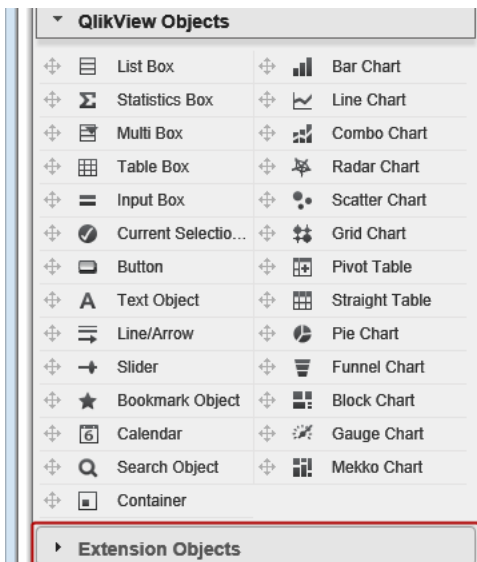 QlikView Objects
List Box
Bar Chart
Statistics Box
Line Chart
Multi Box
Combo Chart
Table Box
Radar Chart
Input Box
Scatter Chart
Current Selectio...
Grid Chart
Button
Pivot Table
Text Object
Straight Table
Line/Arrow
Pie Chart
Slider
Funnel Chart
Bookmark Object
Block Chart
6
Calendar
Gauge Chart
Search Object
Mekko Chart
Container
Extension Objects